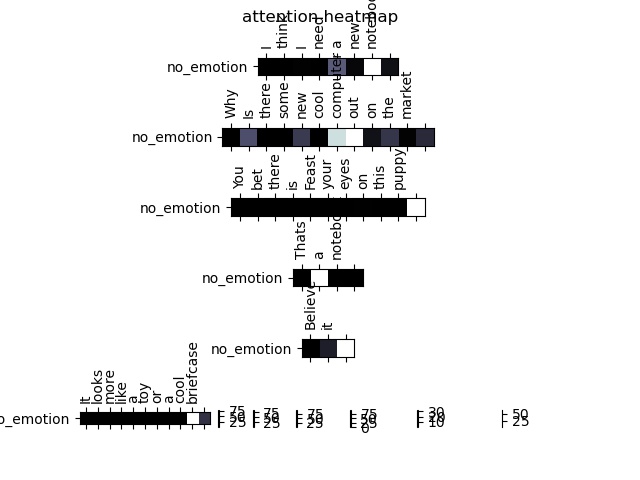 attention heatmap
I think I need a new notebook
no_emotion
Why Is there some new cool computer out on the market
no_emotion
You bet there is Feast your eyes on this puppy
no_emotion
Thats a notebook
no_emotion
Believe it
no_emotion
It looks more like a toy or a cool briefcase
no_emotion
75 75 75 75 30 50
50 50 50 50 20 25
25 25 25 25 10
0